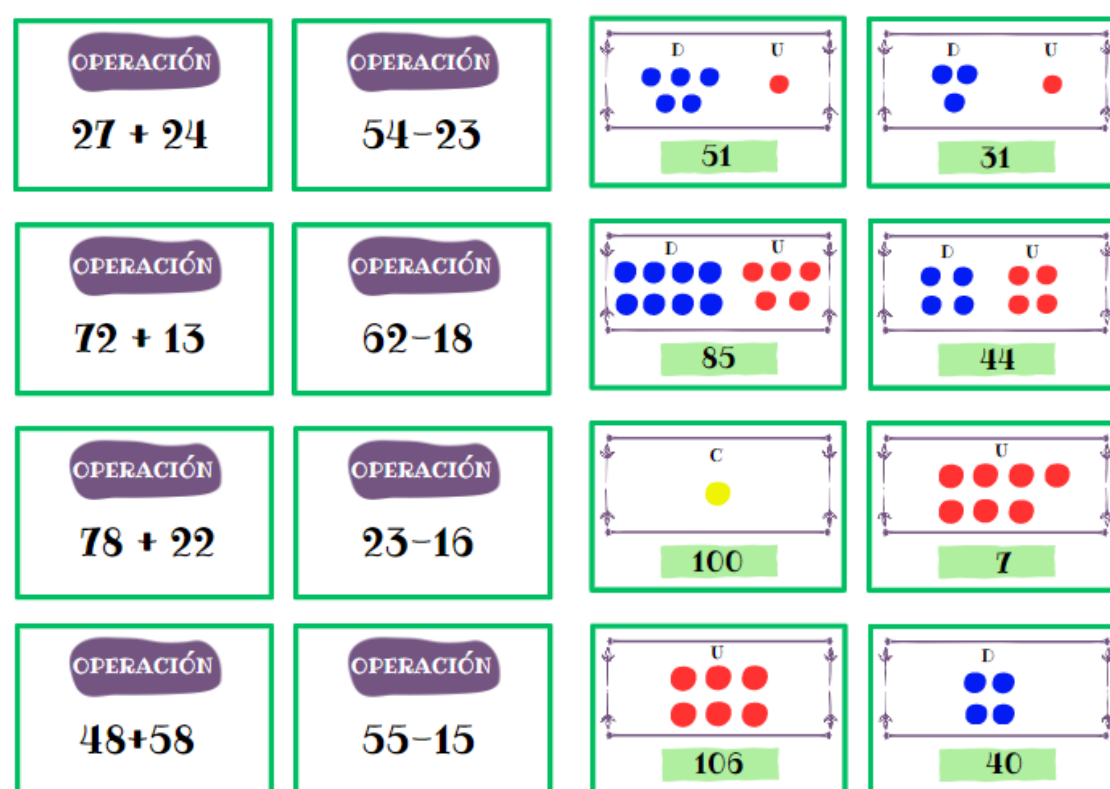 OPERACIÓN
27 + 24
OPERACIÓN
54-23
D U
51
D U
31
OPERACIÓN
72 + 13
OPERACIÓN
62-18
D U
85
D U
44
OPERACIÓN
78 + 22
OPERACIÓN
23-16
C
100
U
7
OPERACIÓN
48+58
OPERACIÓN
55-15
U
106
D
40